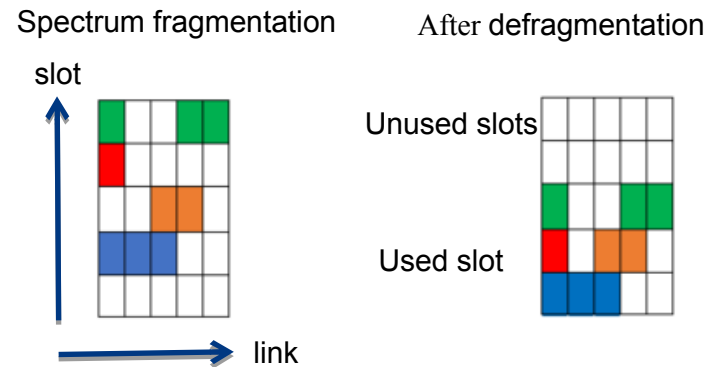 Spectrum fragmentation
After defragmentation
slot
Unused slots
Used slot
link